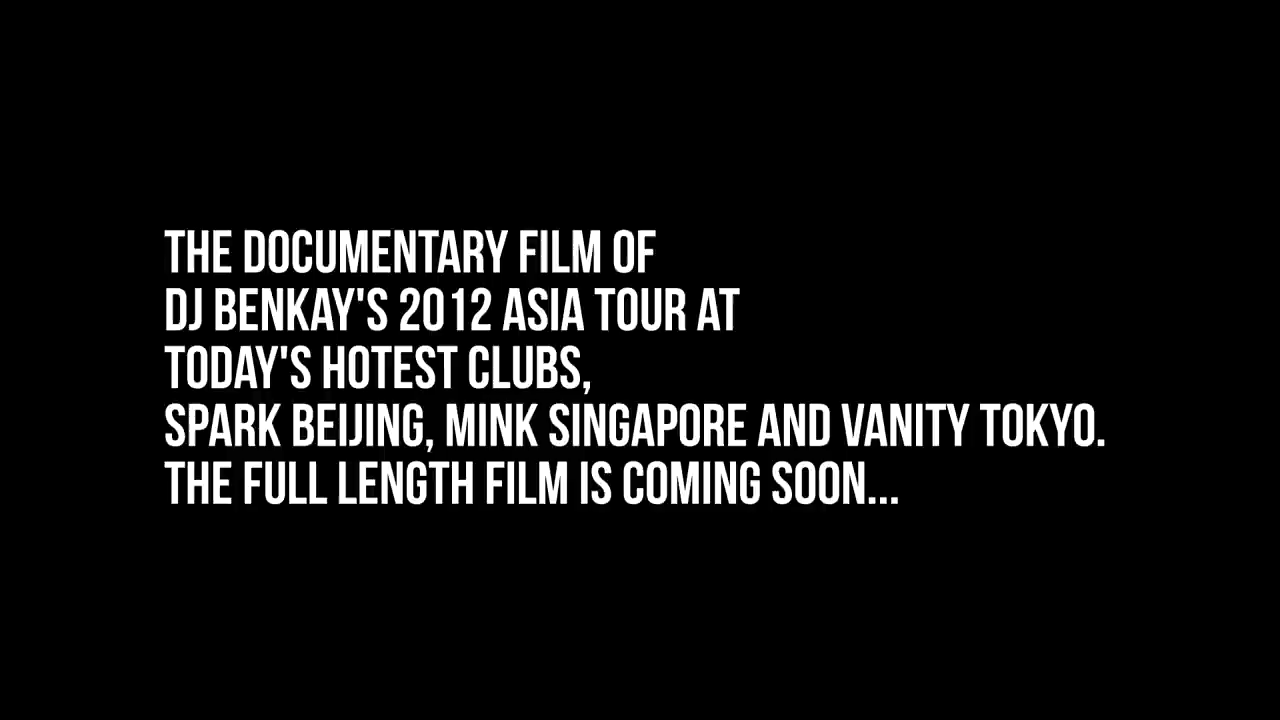 THE DOCUMENTARY FILM OF
DJ BENKAY'S 2012 ASIA TOUR AT
TODAY'S HOTEST CLUBS,
SPARK BEIJING, MINK SINGAPORE AND VANITY TOKYO.
THE FULL LENGTH FILM IS COMING SOON...